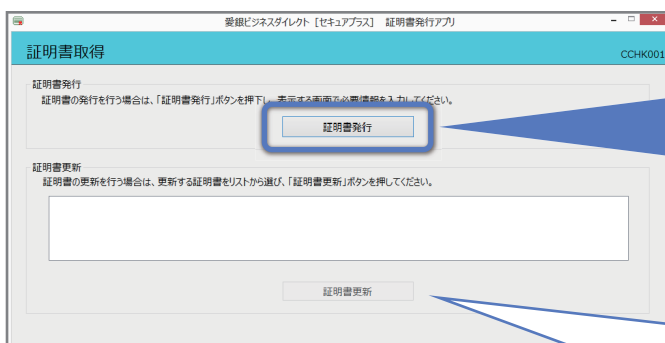 愛銀ビジネスダイレクト [セキュアプラス] 証明書発行アプリ
証明書取得
CCHK001
証明書発行
証明書の発行を行う場合は、「証明書発行」ボタンを押下し、表示する画面で必要情報を入力してください。
証明書発行
証明書更新
証明書の更新を行う場合は、更新する証明書をリストから選び、「証明書更新」ボタンを押してください。
証明書更新